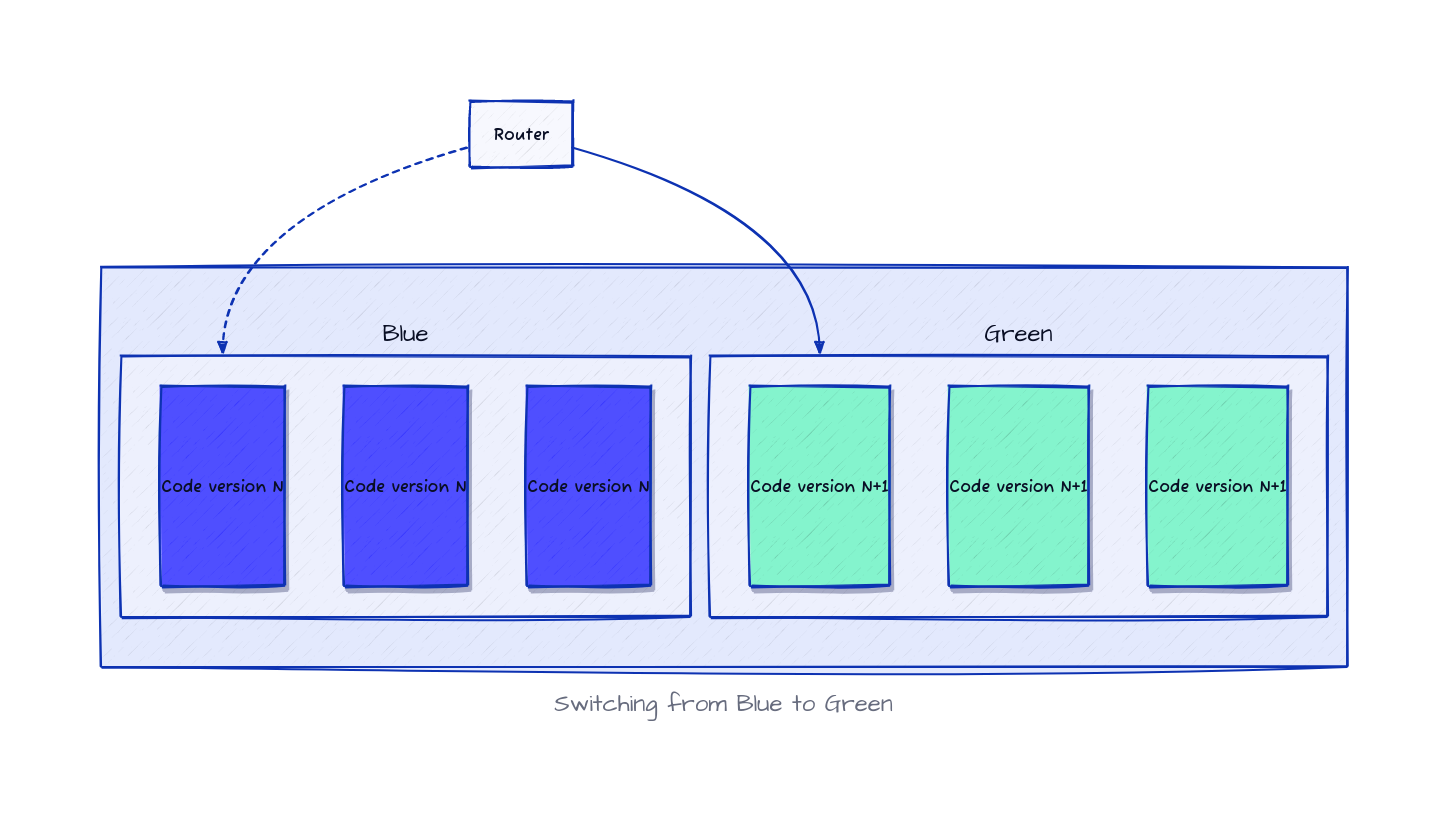 Router
Blue
Green
Code version N
Code version N
Code version N
Code version N+1
Code version N+1
Code version N+1
Switching from Blue to Green